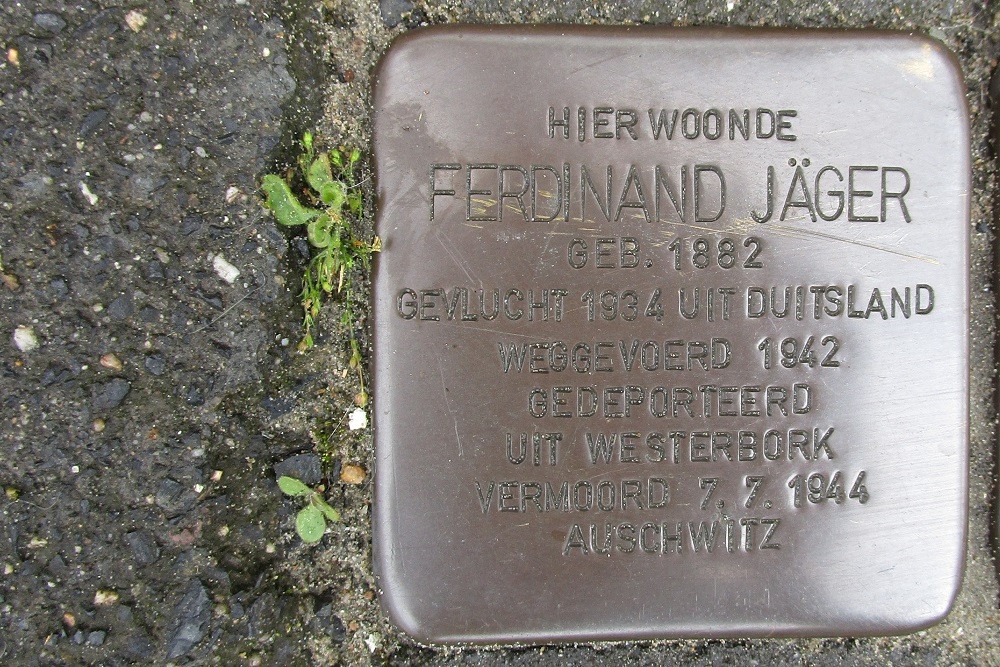 HIER WOONDE
FERDINAND JÄGER
GEB. 1882
GEVLUCHT 1934 UIT DUITSLAND
WEGGEVOERD 1942
GEDEPORTEERD
UIT WESTERBORK
VERMOORD 7. 7. 1944
AUSCHWITZ